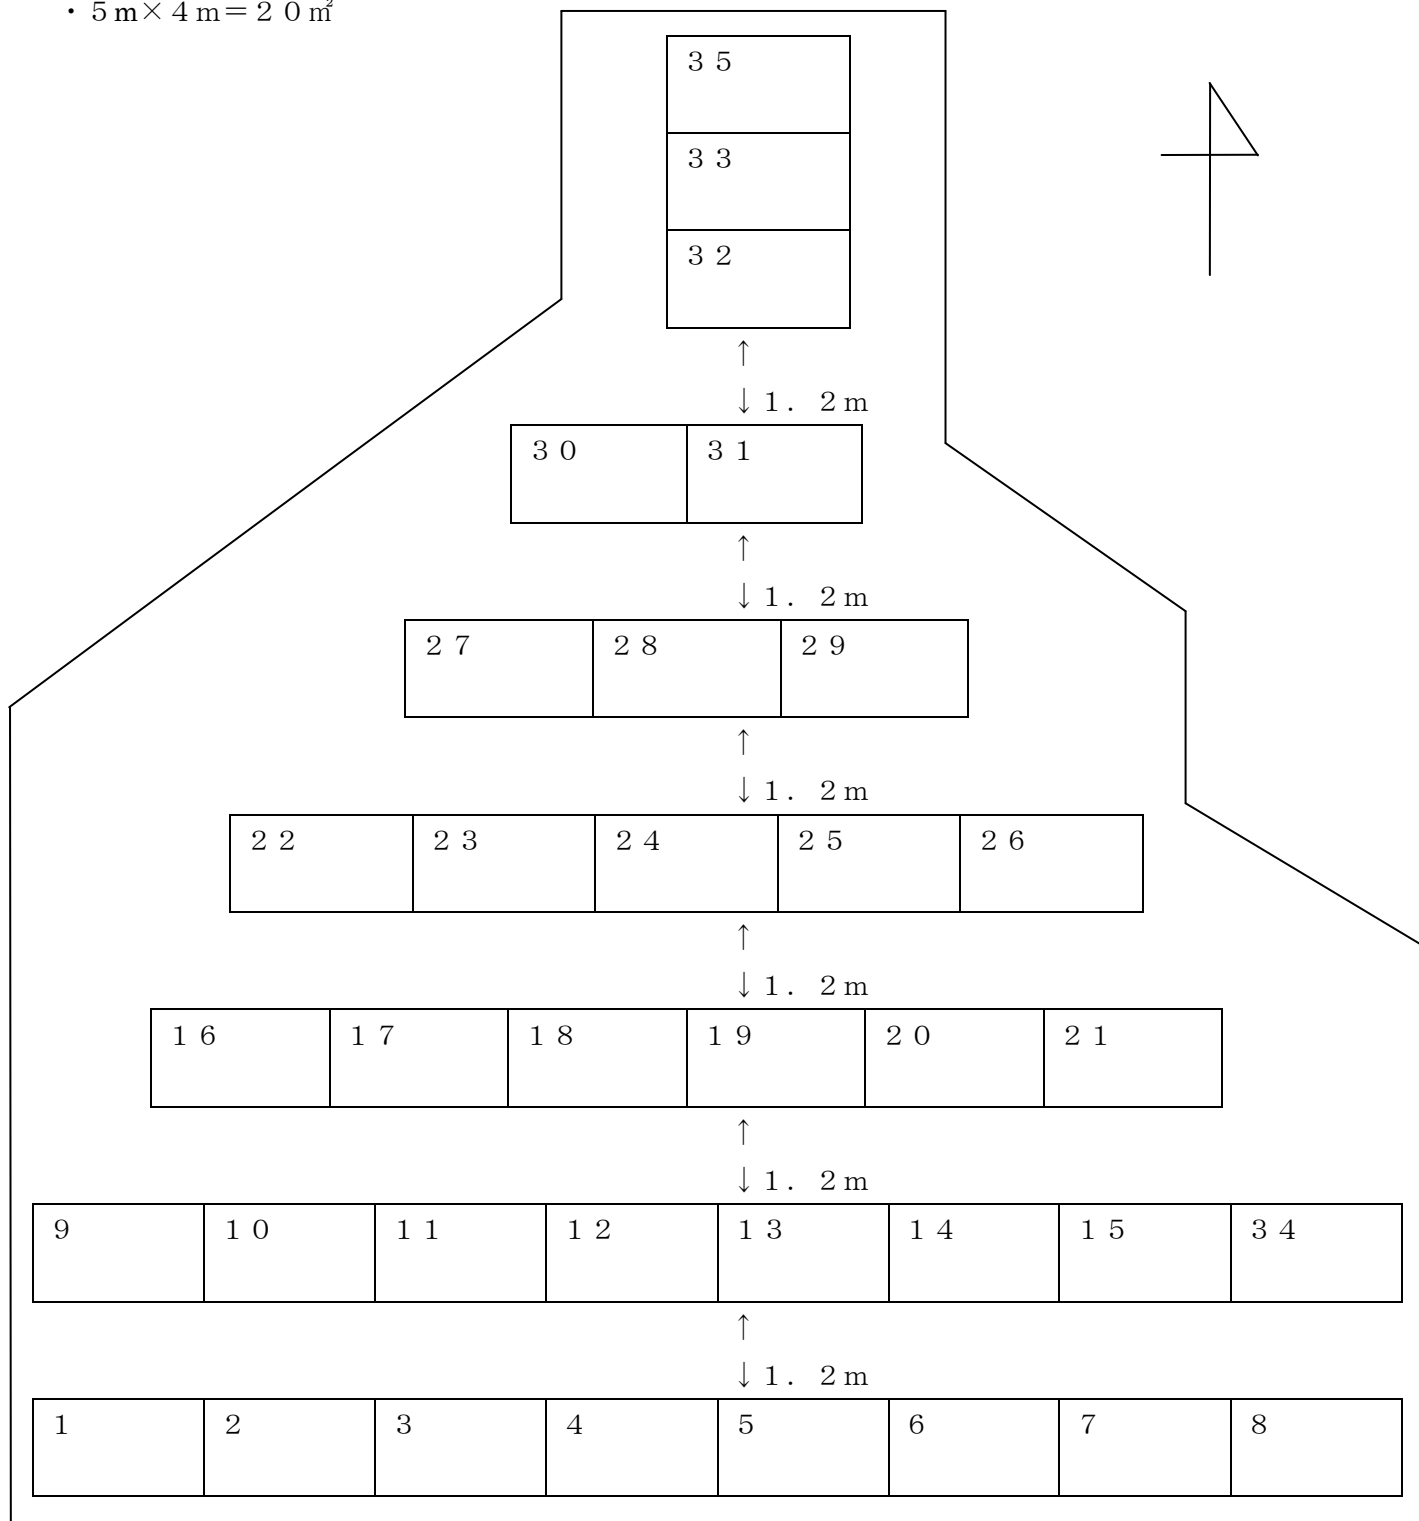 ・５ｍ×４ｍ＝２０㎡
３５
３３
３２
↑
↓１．２ｍ
３０ ３１
↑
↓１．２ｍ
２７ ２８ ２９
↑
↓１．２ｍ
２２ ２３ ２４ ２５ ２６
↑
↓１．２ｍ
１６ １７ １８ １９ ２０ ２１
↑
↓１．２ｍ
９ １０ １１ １２ １３ １４ １５ ３４
↑
↓１．２ｍ
１ ２ ３ ４ ５ ６ ７ ８